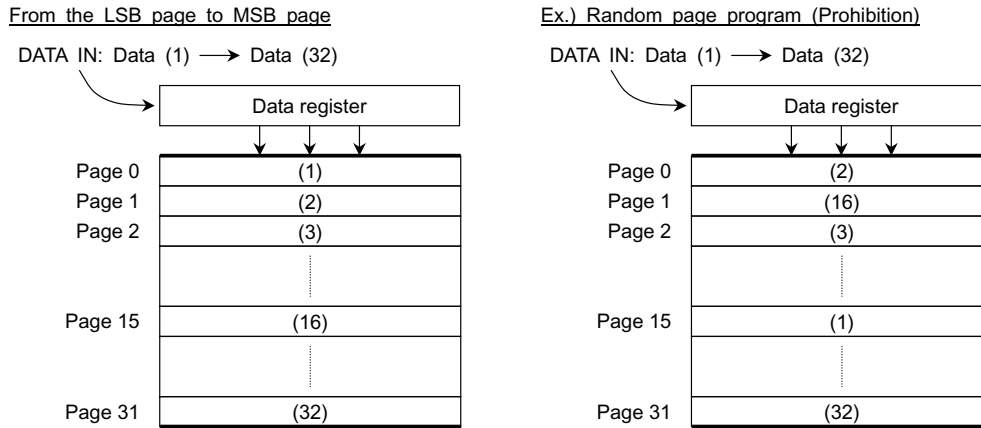 From the LSB page to MSB page
DATA IN: Data (1) Data (32)
Data register
Page 0 (1)
Page 1 (2)
Page 2 (3)
Page 15 (16)
Page 31 (32)
Ex.) Random page program (Prohibition)
DATA IN: Data (1) Data (32)
Data register
Page 0 (2)
Page 1 (16)
Page 2 (3)
Page 15 (1)
Page 31 (32)